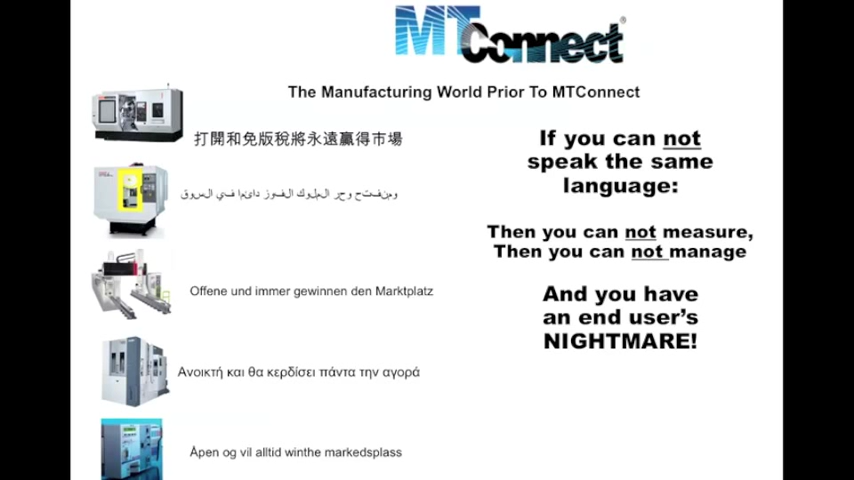 MTConnect®
The Manufacturing World Prior To MTConnect
打開和免版稅將永遠贏得市場
ومنفتح وحر الملوك الفوز دائما في السوق
Offene und immer gewinnen den Marktplatz
Ανοικτή και θα κερδίσει πάντα την αγορά
Åpen og vil alltid winthe markedsplass
If you can not
speak the same
language:
Then you can not measure,
Then you can not manage
And you have
an end user’s
NIGHTMARE!